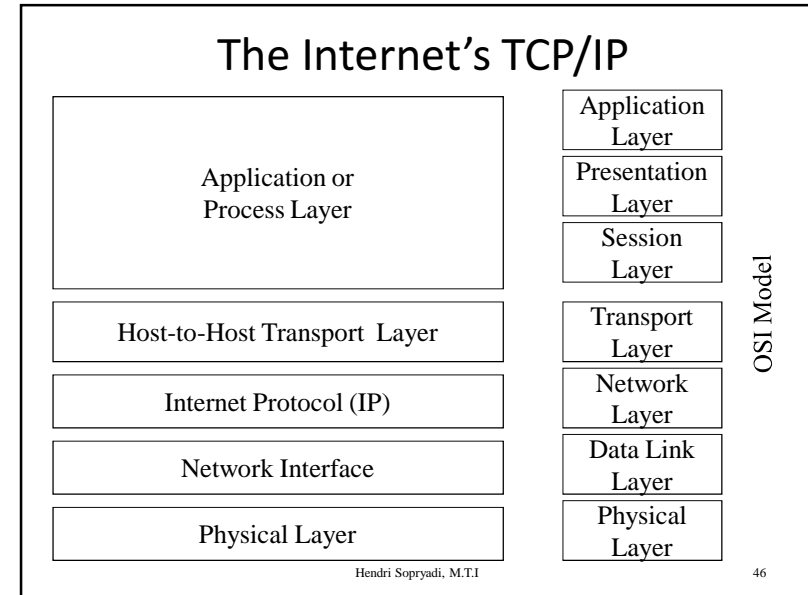 The Internet's TCP/IP
Application or
Process Layer
Host-to-Host Transport Layer
Internet Protocol (IP)
Network Interface
Physical Layer
Application
Layer
Presentation
Layer
Session
Layer
Transport
Layer
Network
Layer
Data Link
Layer
Physical
Layer
OSI Model
Hendri Sopryadi, M.T.I
46